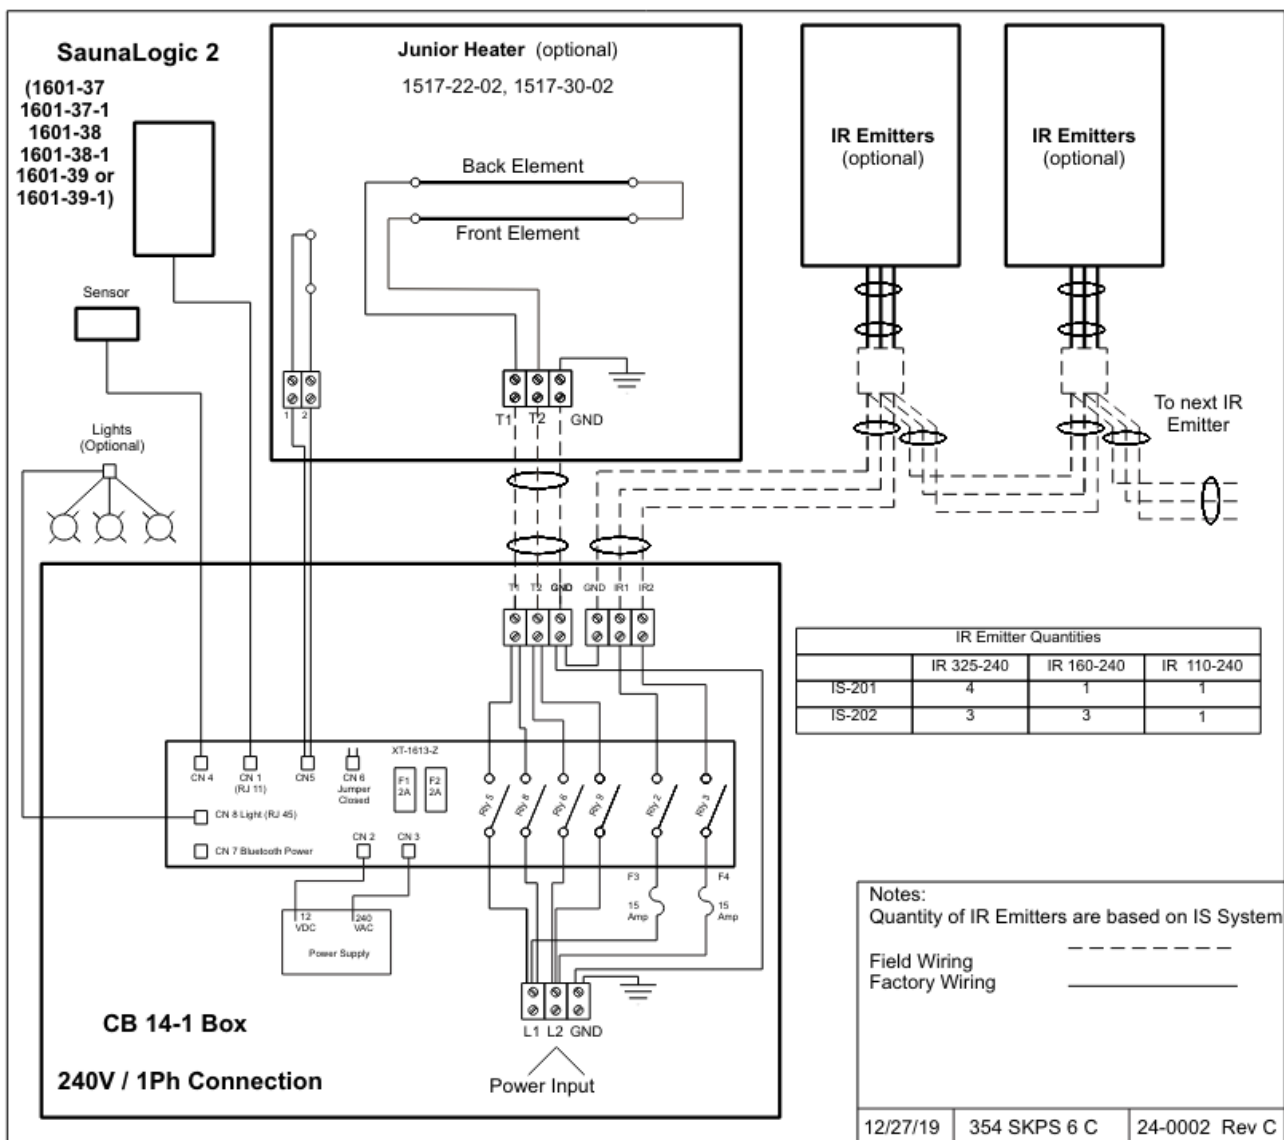 SaunaLogic 2
(1601-37
1601-37-1
1601-38
1601-38-1
1601-39 or
1601-39-1)
Junior Heater (optional)
1517-22-02, 1517-30-02
Back Element
Front Element
IR Emitters
(optional)
IR Emitters
(optional)
Sensor
Lights
(Optional)
1 2
T1 T2 GND
To next IR
Emitter
T1 T2 GND GND IR1 IR2
IR Emitter Quantities
IR 325-240 IR 160-240 IR 110-240
IS-201 4 1 1
IS-202 3 3 1
XT-1613-Z
CN 4
CN 1
(RJ 11)
CN5
CN 6
Jumper
Closed
F1
2A
F2
2A
Rly 5
Rly 8
Rly 6
Rly 9
Rly 2
Rly 3
CN 8 Light (RJ 45)
CN 7 Bluetooth Power
CN 2
CN 3
F3
15
Amp
F4
15
Amp
12
VDC
240
VAC
Power Supply
L1 L2 GND
Power Input
CB 14-1 Box
240V / 1Ph Connection
Notes:
Quantity of IR Emitters are based on IS System
Field Wiring
Factory Wiring
12/27/19 354 SKPS 6 C 24-0002 Rev C